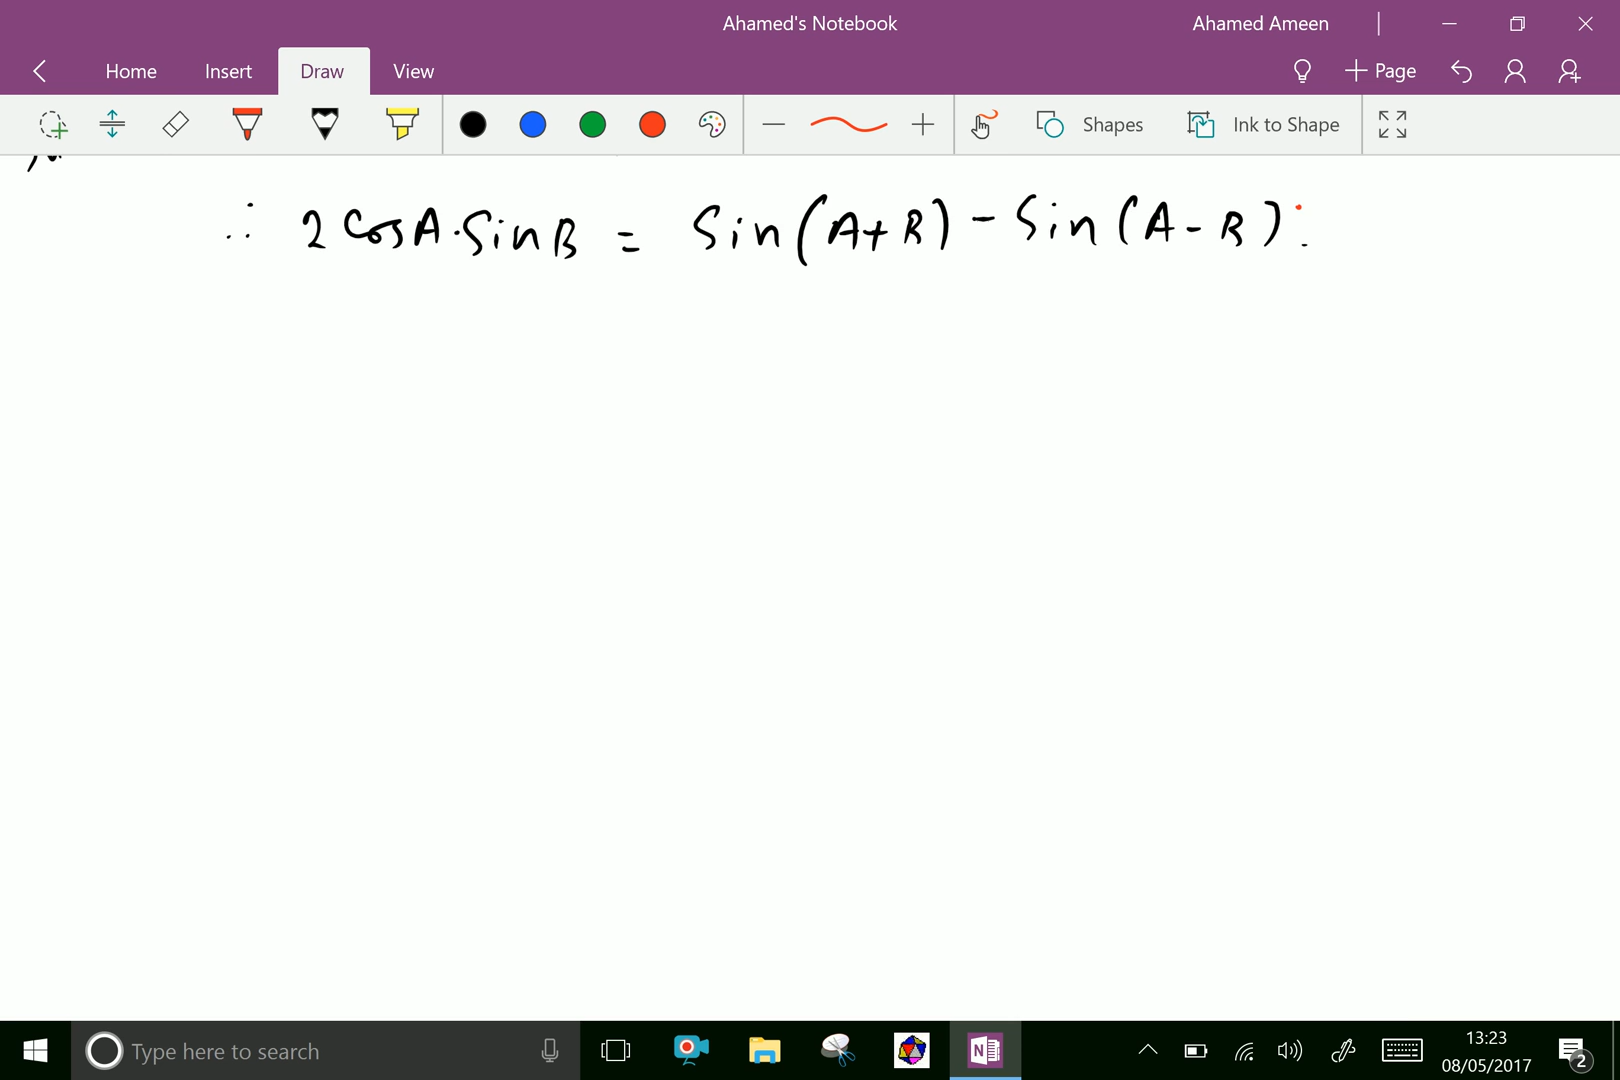 Ahamed's Notebook Ahamed Ameen
Home Insert Draw View Page
Shapes Ink to Shape
∴ 2 Cos A · Sin B = Sin (A + B) - Sin (A - B) :
Type here to search
13:23
08/05/2017
2